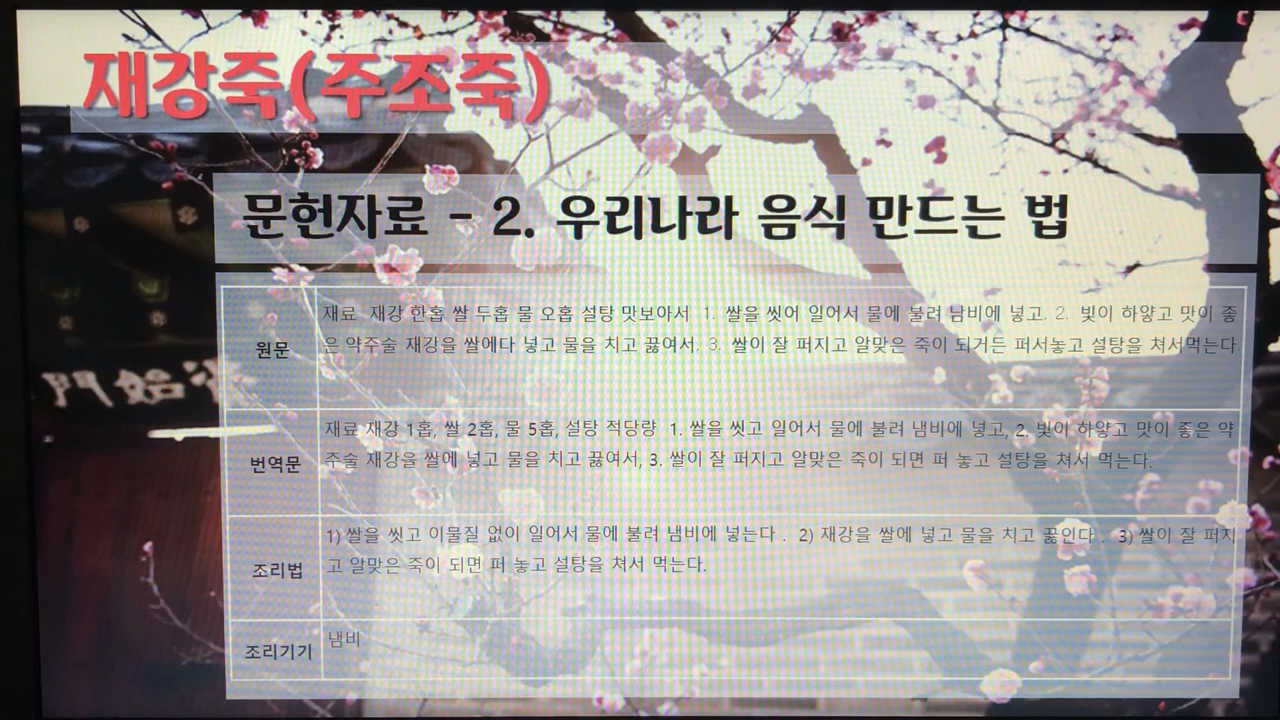 재강죽(주조죽)
문헌자료 - 2. 우리나라 음식 만드는 법
원문
재료 재강 한홉 쌀 두홉 물 오홉 설탕 맛보아서 1. 쌀을 씻어 일어서 물에 불려 남비에 넣고. 2. 빛이 하얗고 맛이 좋
은 약주술 재강을 쌀에다 넣고 물을 치고 끓여서. 3. 쌀이 잘 퍼지고 알맞은 죽이 되거든 퍼서놓고 설탕을 쳐서먹는다.
번역문
재료 재강 1홉, 쌀 2홉, 물 5홉, 설탕 적당량 1. 쌀을 씻고 일어서 물에 불려 냄비에 넣고, 2. 빛이 하얗고 맛이 좋은 약
주술 재강을 쌀에 넣고 물을 치고 끓여서, 3. 쌀이 잘 퍼지고 알맞은 죽이 되면 퍼 놓고 설탕을 쳐서 먹는다.
조리법
1) 쌀을 씻고 이물질 없이 일어서 물에 불려 냄비에 넣는다. 2) 재강을 쌀에 넣고 물을 치고 끓인다. 3) 쌀이 잘 퍼지
고 알맞은 죽이 되면 퍼 놓고 설탕을 쳐서 먹는다.
조리기기
냄비
門始